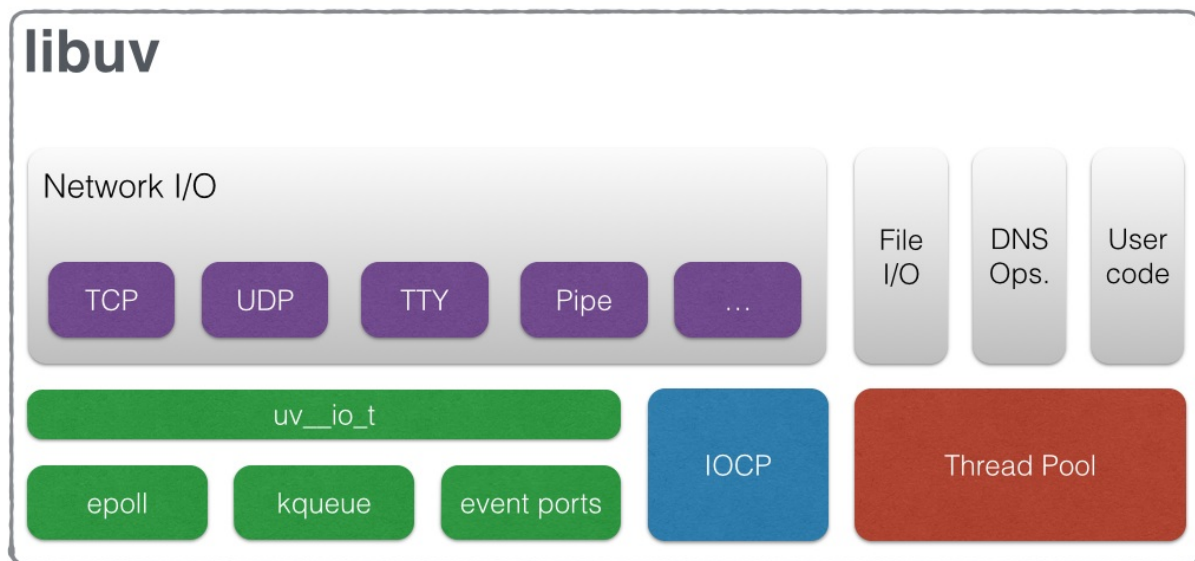 libuv
Network I/O
TCP
UDP
TTY
Pipe
...
File
I/O
DNS
Ops.
User
code
uv__io_t
epoll
kqueue
event ports
IOCP
Thread Pool